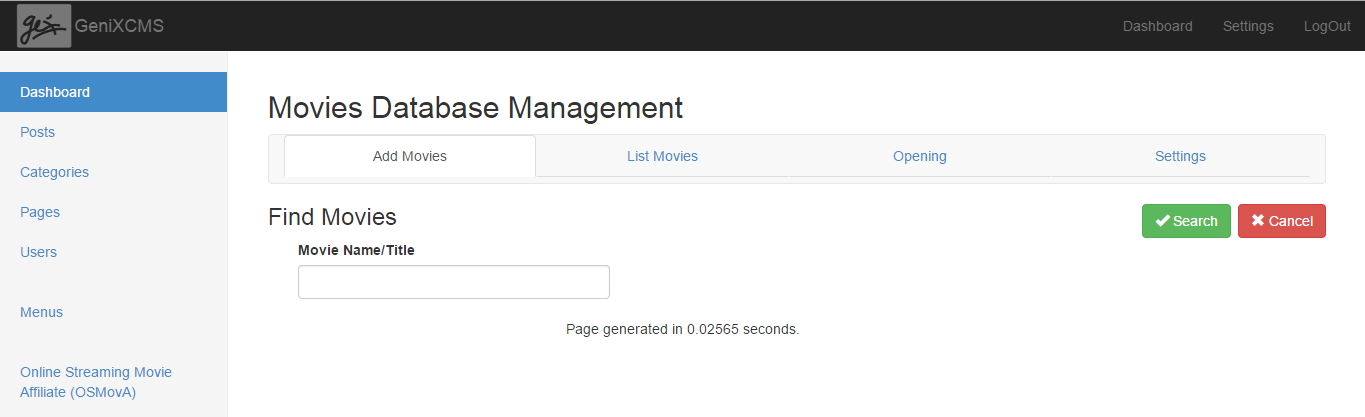 GeniXCMS
Dashboard Settings LogOut
Dashboard
Posts
Categories
Pages
Users
Menus
Online Streaming Movie
Affiliate (OSMovA)
Movies Database Management
Add Movies List Movies Opening Settings
Find Movies
Search Cancel
Movie Name/Title
Page generated in 0.02565 seconds.